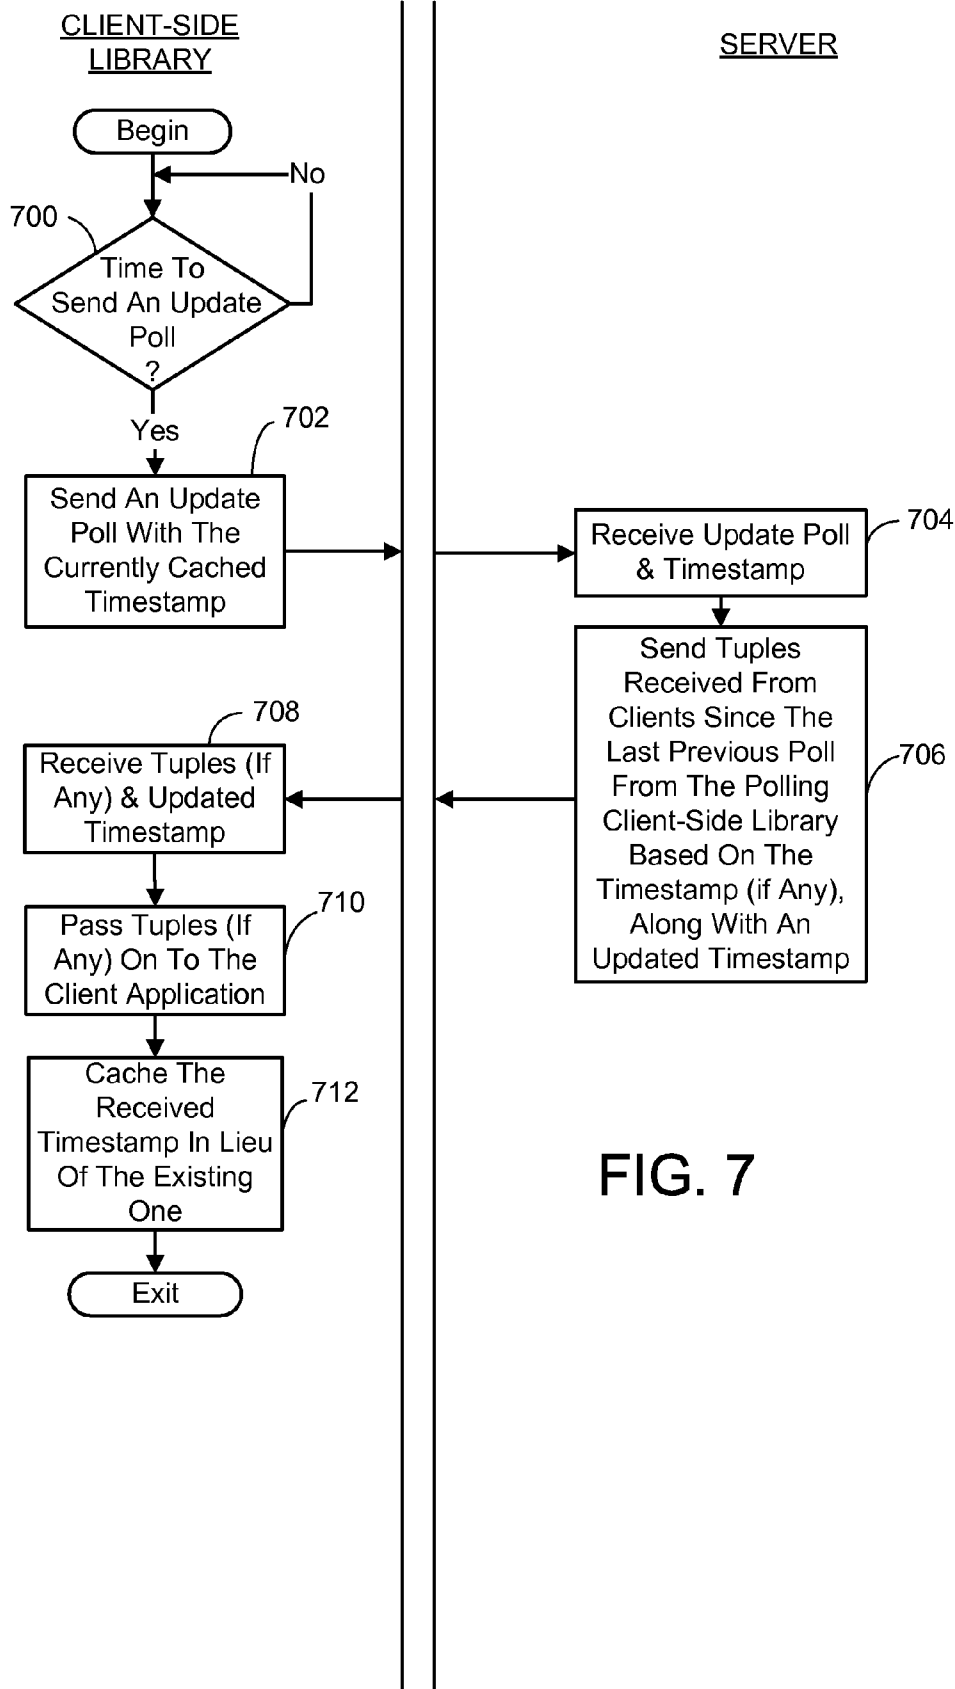 CLIENT-SIDE
LIBRARY
SERVER
Begin
No
700
Time To
Send An Update
Poll
?
Yes
702
Send An Update
Poll With The
Currently Cached
Timestamp
704
Receive Update Poll
& Timestamp
706
Send Tuples
Received From
Clients Since The
Last Previous Poll
From The Polling
Client-Side Library
Based On The
Timestamp (if Any),
Along With An
Updated Timestamp
708
Receive Tuples (If
Any) & Updated
Timestamp
710
Pass Tuples (If
Any) On To The
Client Application
712
Cache The
Received
Timestamp In Lieu
Of The Existing
One
Exit
FIG. 7